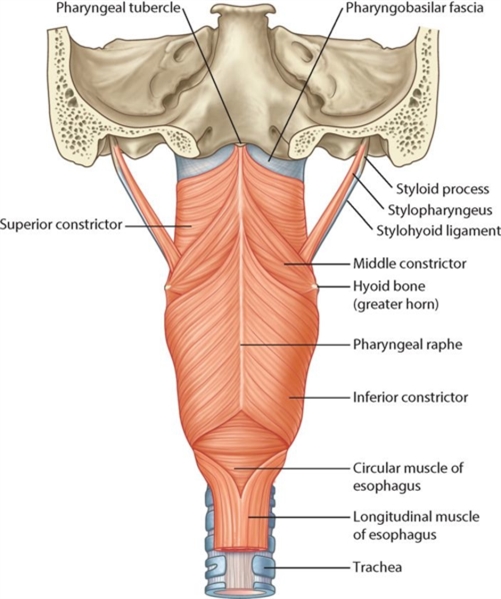 Pharyngeal tubercle
Pharyngobasilar fascia
Styloid process
Stylopharyngeus
Stylohyoid ligament
Superior constrictor
Middle constrictor
Hyoid bone
(greater horn)
Pharyngeal raphe
Inferior constrictor
Circular muscle of
esophagus
Longitudinal muscle
of esophagus
Trachea